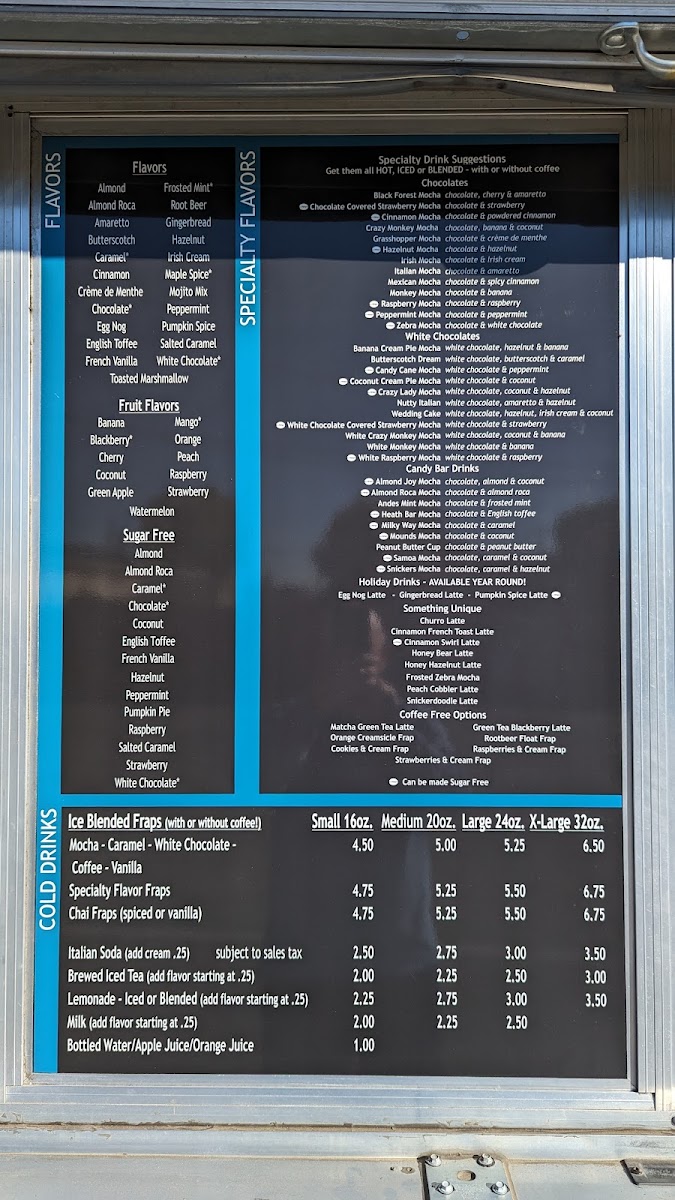 FLAVORS
Flavors
Almond Frosted Mint*
Almond Roca Root Beer
Amaretto Gingerbread
Butterscotch Hazelnut
Caramel* Irish Cream
Cinnamon Maple Spice*
Crème de Menthe Mojito Mix
Chocolate* Peppermint
Egg Nog Pumpkin Spice
English Toffee Salted Caramel
French Vanilla White Chocolate*
Toasted Marshmallow
Fruit Flavors
Banana Mango*
Blackberry* Orange
Cherry Peach
Coconut Raspberry
Green Apple Strawberry
Watermelon
Sugar Free
Almond
Almond Roca
Caramel*
Chocolate*
Coconut
English Toffee
French Vanilla
Hazelnut
Peppermint
Pumpkin Pie
Raspberry
Salted Caramel
Strawberry
White Chocolate*
SPECIALTY FLAVORS
Specialty Drink Suggestions
Get them all HOT, ICED or BLENDED - with or without coffee
Chocolates
Black Forest Mocha chocolate, cherry & amaretto
Chocolate Covered Strawberry Mocha chocolate & strawberry
Cinnamon Mocha chocolate & powdered cinnamon
Crazy Monkey Mocha chocolate, banana & coconut
Grasshopper Mocha chocolate & crème de menthe
Hazelnut Mocha chocolate & hazelnut
Irish Mocha chocolate & Irish cream
Italian Mocha chocolate & amaretto
Mexican Mocha chocolate & spicy cinnamon
Monkey Mocha chocolate & banana
Raspberry Mocha chocolate & raspberry
Peppermint Mocha chocolate & peppermint
Zebra Mocha chocolate & white chocolate
White Chocolates
Banana Cream Pie Mocha white chocolate, hazelnut & banana
Butterscotch Dream white chocolate, butterscotch & caramel
Candy Cane Mocha white chocolate & peppermint
Coconut Cream Pie Mocha white chocolate & coconut
Crazy Lady Mocha white chocolate, coconut & hazelnut
Nutty Italian white chocolate, amaretto & hazelnut
Wedding Cake white chocolate, hazelnut, Irish cream & coconut
White Chocolate Covered Strawberry Mocha white chocolate & strawberry
White Crazy Monkey Mocha white chocolate, coconut & banana
White Monkey Mocha white chocolate & banana
White Raspberry Mocha white chocolate & raspberry
Candy Bar Drinks
Almond Joy Mocha chocolate, almond & coconut
Almond Roca Mocha chocolate & almond roca
Andes Mint Mocha chocolate & frosted mint
Heath Bar Mocha chocolate & English toffee
Milky Way Mocha chocolate & caramel
Mounds Mocha chocolate & coconut
Peanut Butter Cup chocolate & peanut butter
Samoa Mocha chocolate, caramel & coconut
Snickers Mocha chocolate, caramel & hazelnut
Holiday Drinks - AVAILABLE YEAR ROUND!
Egg Nog Latte - Gingerbread Latte - Pumpkin Spice Latte
Something Unique
Churro Latte
Cinnamon French Toast Latte
Cinnamon Swirl Latte
Honey Bear Latte
Honey Hazelnut Latte
Frosted Zebra Mocha
Peach Cobbler Latte
Snickerdoodle Latte
Coffee Free Options
Matcha Green Tea Latte Green Tea Blackberry Latte
Orange Creamsicle Frap Rootbeer Float Frap
Cookies & Cream Frap Raspberries & Cream Frap
Strawberries & Cream Frap
Can be made Sugar Free
COLD DRINKS
Ice Blended Fraps (with or without coffee!) Small 16oz. Medium 20oz. Large 24oz. X-Large 32oz.
Mocha - Caramel - White Chocolate - 4.50 5.00 5.25 6.50
Coffee - Vanilla
Specialty Flavor Fraps 4.75 5.25 5.50 6.75
Chai Fraps (spiced or vanilla) 4.75 5.25 5.50 6.75
Italian Soda (add cream .25) subject to sales tax 2.50 2.75 3.00 3.50
Brewed Iced Tea (add flavor starting at .25) 2.00 2.25 2.50 3.00
Lemonade - Iced or Blended (add flavor starting at .25) 2.25 2.75 3.00 3.50
Milk (add flavor starting at .25) 2.00 2.25 2.50
Bottled Water/Apple Juice/Orange Juice 1.00